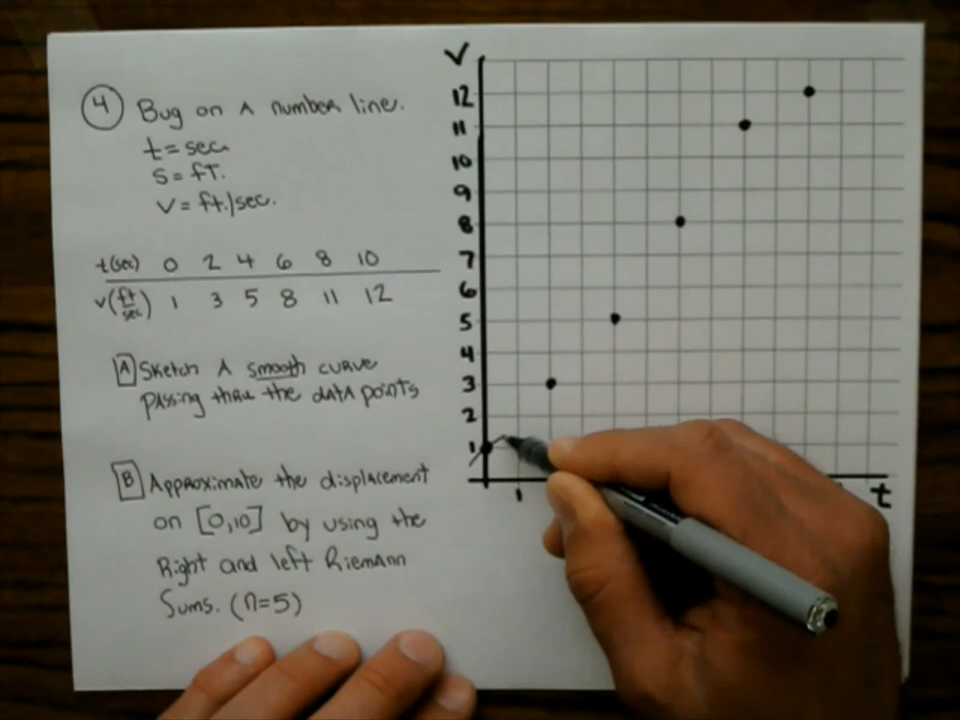 4 Bug on A number line.
t = sec.
s = ft.
v = ft./sec.
t(sec) 0 2 4 6 8 10
v(ft/sec) 1 3 5 8 11 12
A Sketch A smooth curve
passing thru the data points
B Approximate the displacement
on [0,10] by using the
Right and left Riemann
Sums. (n=5)
V
12
11
10
9
8
7
6
5
4
3
2
1
1
t